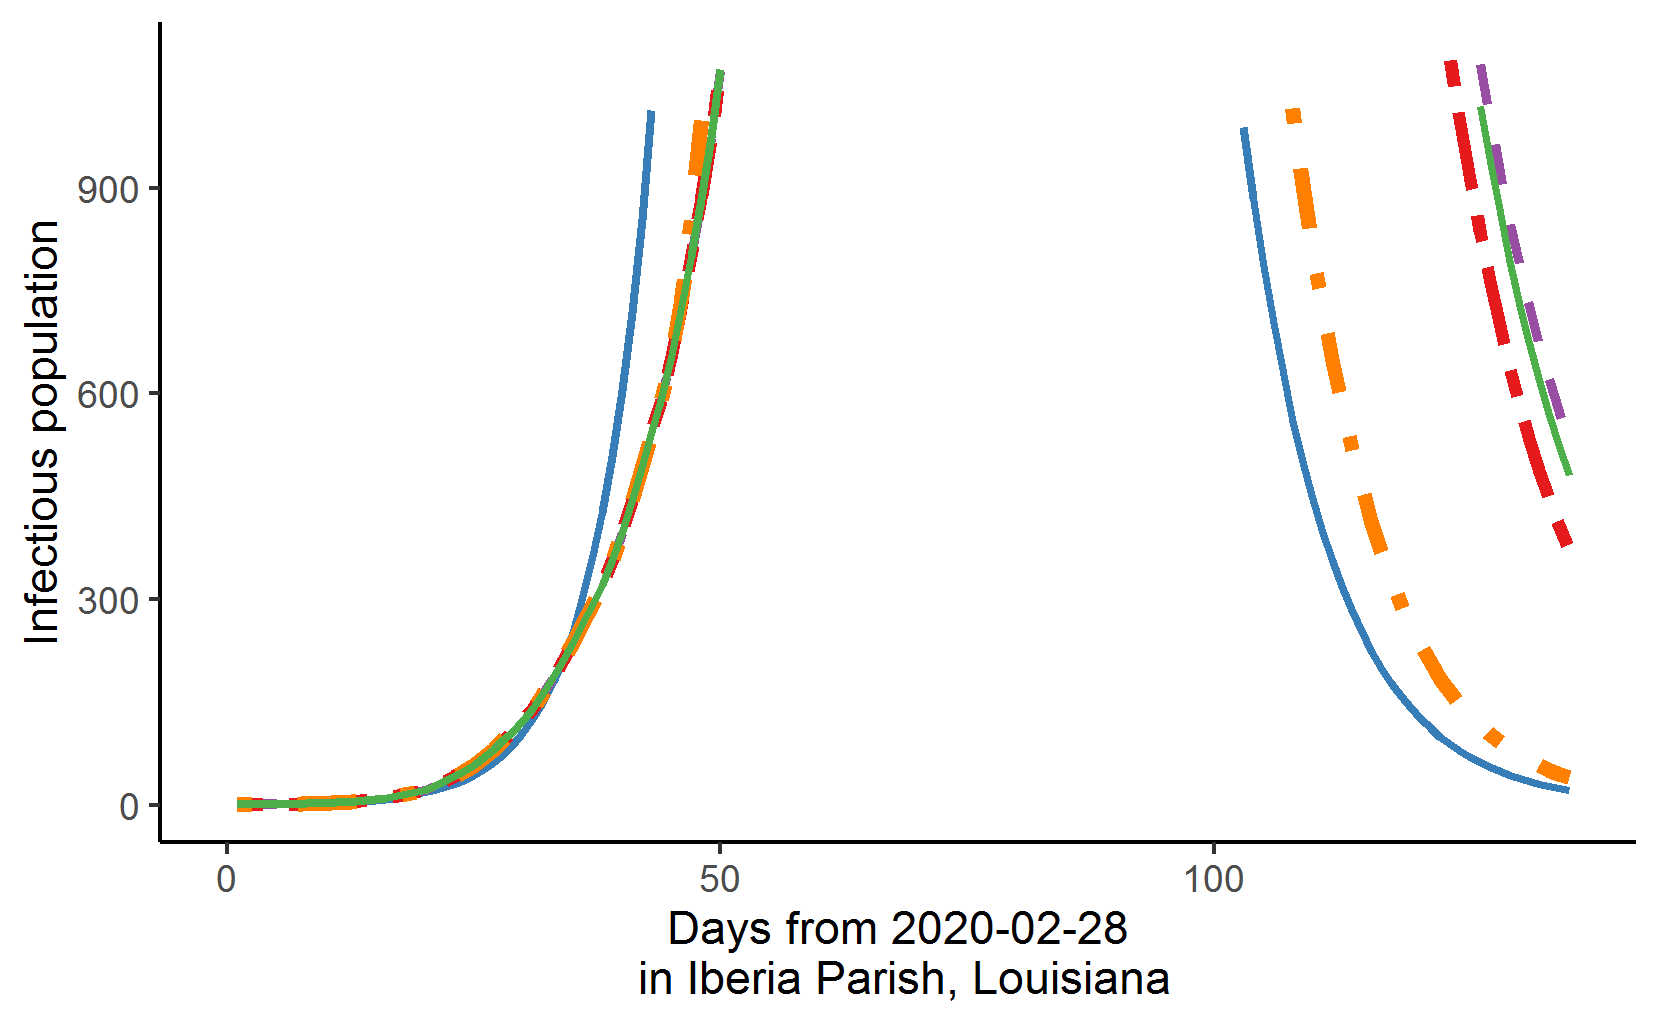 Infectious population
900
600
300
0
0
50
100
Days from 2020-02-28
in Iberia Parish, Louisiana